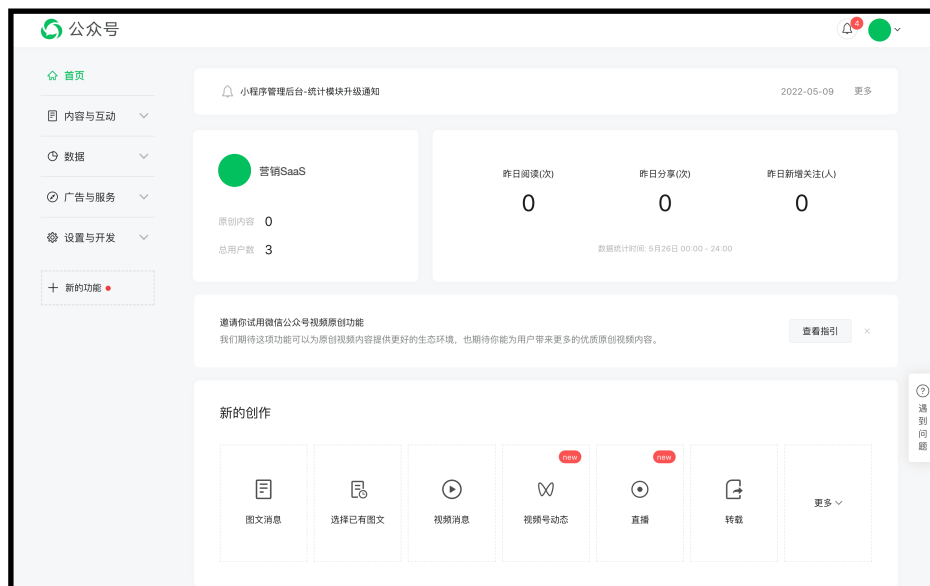 公众号
4
首页
内容与互动
数据
广告与服务
设置与开发
新的功能
小程序管理后台-统计模块升级通知 2022-05-09 更多
营销SaaS
原创内容 0
总用户数 3
昨日阅读(次) 昨日分享(次) 昨日新增关注(人)
0 0 0
数据统计时间: 5月26日 00:00 - 24:00
邀请你试用微信公众号视频原创功能
我们期待这项功能可以为原创视频内容提供更好的生态环境，也期待你能为用户带来更多的优质原创视频内容。
查看指引
新的创作
new new
图文消息 选择已有图文 视频消息 视频号动态 直播 转载 更多
遇到问题